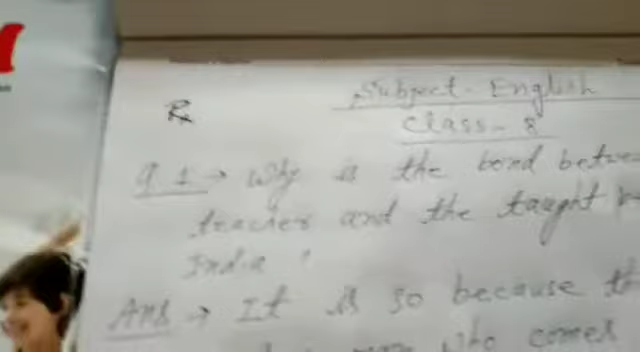 R
Subject - English
Class - 8
Q.1 → Why is the bond
teacher and the taught
India ?
Ans → It is so because
who comes